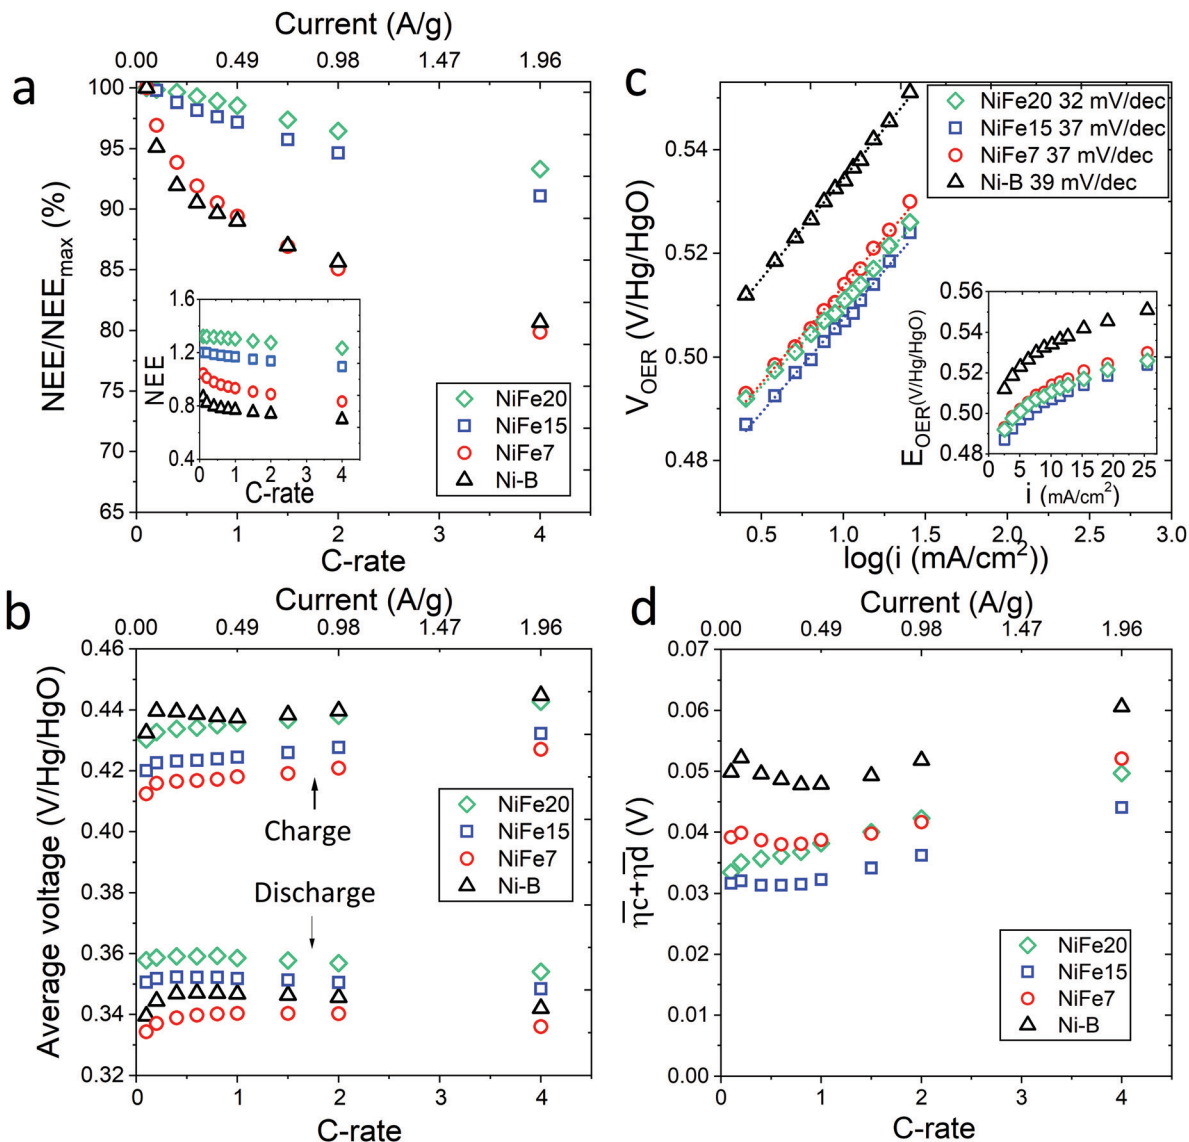 a
Current (A/g)
0.00 0.49 0.98 1.47 1.96
NEE/NEEmax (%)
100
95
90
85
80
75
70
65
NEE
1.6
1.2
0.8
0.4
0 1 2 3 4
C-rate
NiFe20
NiFe15
NiFe7
Ni-B
0 1 2 3 4
C-rate
c
VOER (V/Hg/HgO)
0.54
0.52
0.50
0.48
NiFe20 32 mV/dec
NiFe15 37 mV/dec
NiFe7 37 mV/dec
Ni-B 39 mV/dec
EOER(V/Hg/HgO)
0.56
0.54
0.52
0.50
0.48
0 5 10 15 20 25
i (mA/cm²)
0.5 1.0 1.5 2.0 2.5 3.0
log(i (mA/cm²))
b
Current (A/g)
0.00 0.49 0.98 1.47 1.96
Average voltage (V/Hg/HgO)
0.46
0.44
0.42
0.40
0.38
0.36
0.34
0.32
Charge
Discharge
NiFe20
NiFe15
NiFe7
Ni-B
0 1 2 3 4
C-rate
d
Current (A/g)
0.00 0.49 0.98 1.47 1.96
η̅c+η̅d (V)
0.07
0.06
0.05
0.04
0.03
0.02
0.01
0.00
NiFe20
NiFe15
NiFe7
Ni-B
0 1 2 3 4
C-rate